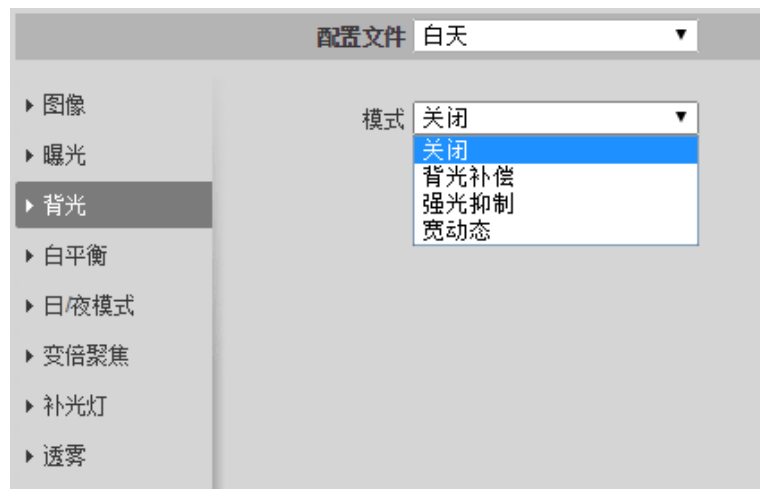 配置文件 白天
图像
曝光
背光
白平衡
日/夜模式
变倍聚焦
补光灯
透雾
模式 关闭
关闭
背光补偿
强光抑制
宽动态